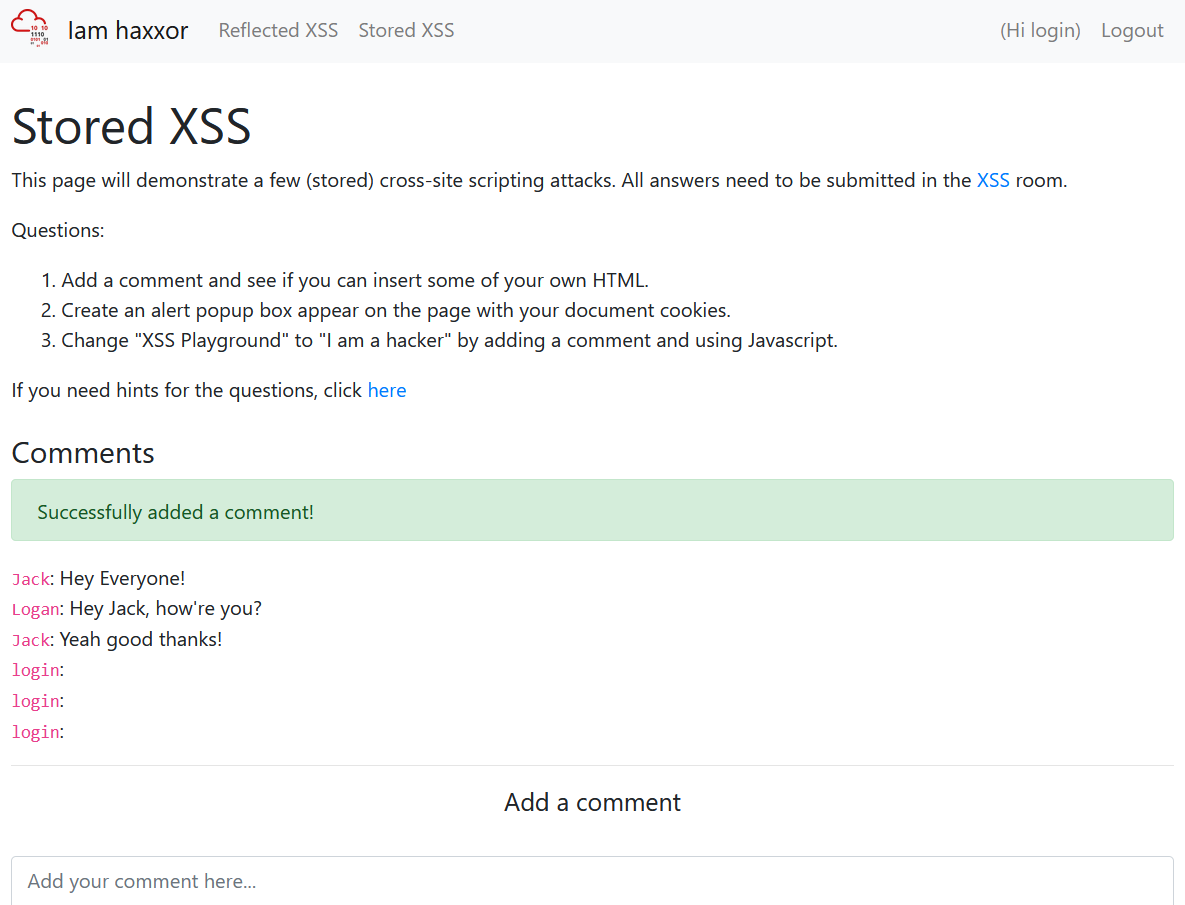 Iam haxxor Reflected XSS Stored XSS (Hi login) Logout
Stored XSS
This page will demonstrate a few (stored) cross-site scripting attacks. All answers need to be submitted in the XSS room.
Questions:
1. Add a comment and see if you can insert some of your own HTML.
2. Create an alert popup box appear on the page with your document cookies.
3. Change "XSS Playground" to "I am a hacker" by adding a comment and using Javascript.
If you need hints for the questions, click here
Comments
Successfully added a comment!
Jack: Hey Everyone!
Logan: Hey Jack, how're you?
Jack: Yeah good thanks!
login:
login:
login:
Add a comment
Add your comment here...